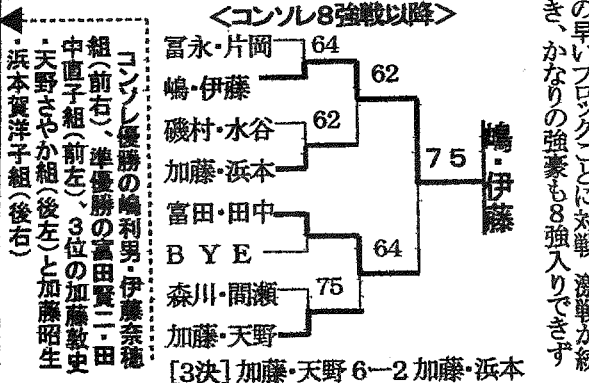 の早いブロックごとに対戦
き、かなりの強豪も8強入りできず
＜コンソレ8強戦以降＞
冨永・片岡
64
嶋・伊藤
62
磯村・水谷
62
加藤・浜本
75
嶋・伊藤
富田・田中
64
ＢＹＥ
森川・間瀬
75
加藤・天野
[3決]加藤・天野 6―2 加藤・浜本
コンソレ優勝の嶋利男・伊藤奈穂
組(前右)、準優勝の富田賢二・田
中直子組(前左)、3位の加藤敦史
・天野さやか組(後左)と加藤昭生
・浜本賀洋子組(後右)